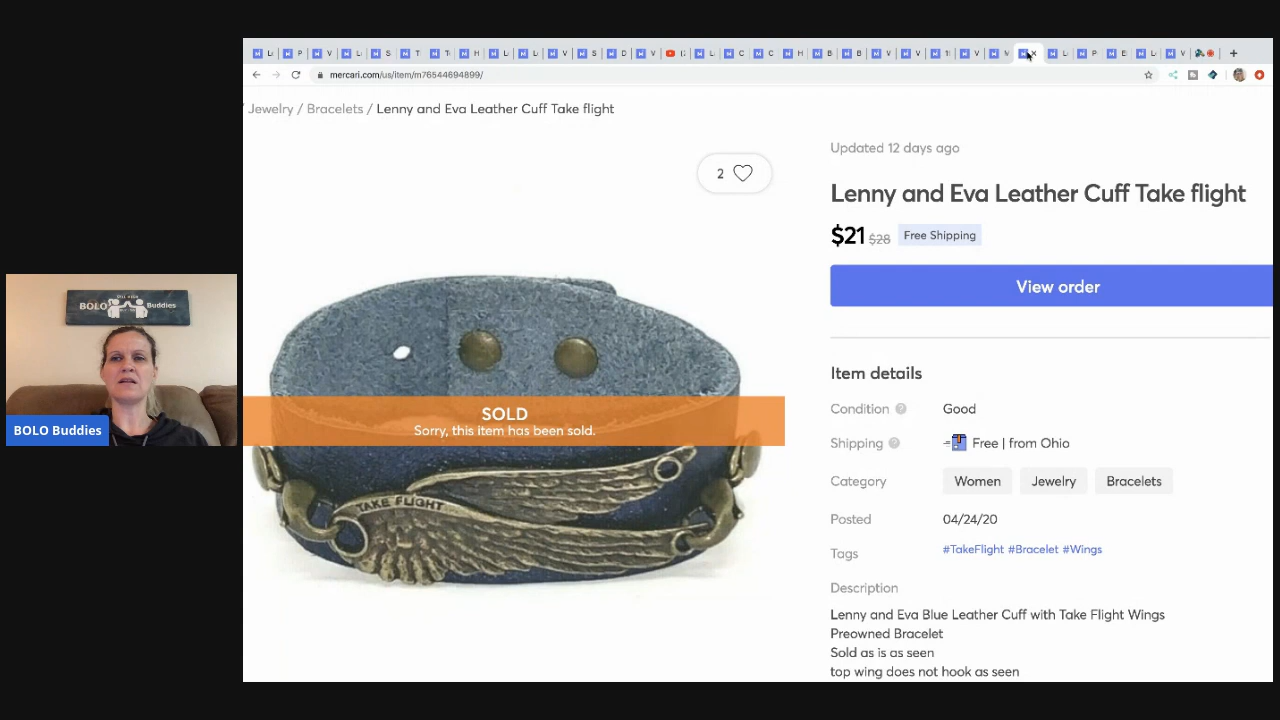 mercari.com/us/item/m76544694899/
/ Jewelry / Bracelets / Lenny and Eva Leather Cuff Take flight
2
Updated 12 days ago
Lenny and Eva Leather Cuff Take flight
$21 $28 Free Shipping
View order
SOLD
Sorry, this item has been sold.
TAKE FLIGHT
Item details
Condition Good
Shipping Free | from Ohio
Category Women Jewelry Bracelets
Posted 04/24/20
Tags #TakeFlight #Bracelet #Wings
Description
Lenny and Eva Blue Leather Cuff with Take Flight Wings
Preowned Bracelet
Sold as is as seen
top wing does not hook as seen
BOLO Buddies
BOLO Buddies